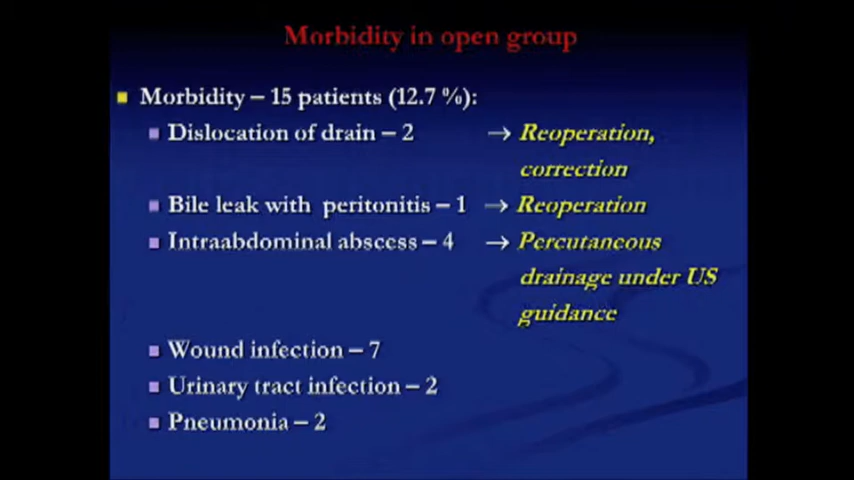 Morbidity in open group
Morbidity – 15 patients (12.7 %):
Dislocation of drain – 2 → Reoperation,
correction
Bile leak with peritonitis – 1 → Reoperation
Intraabdominal abscess – 4 → Percutaneous
drainage under US
guidance
Wound infection – 7
Urinary tract infection – 2
Pneumonia – 2